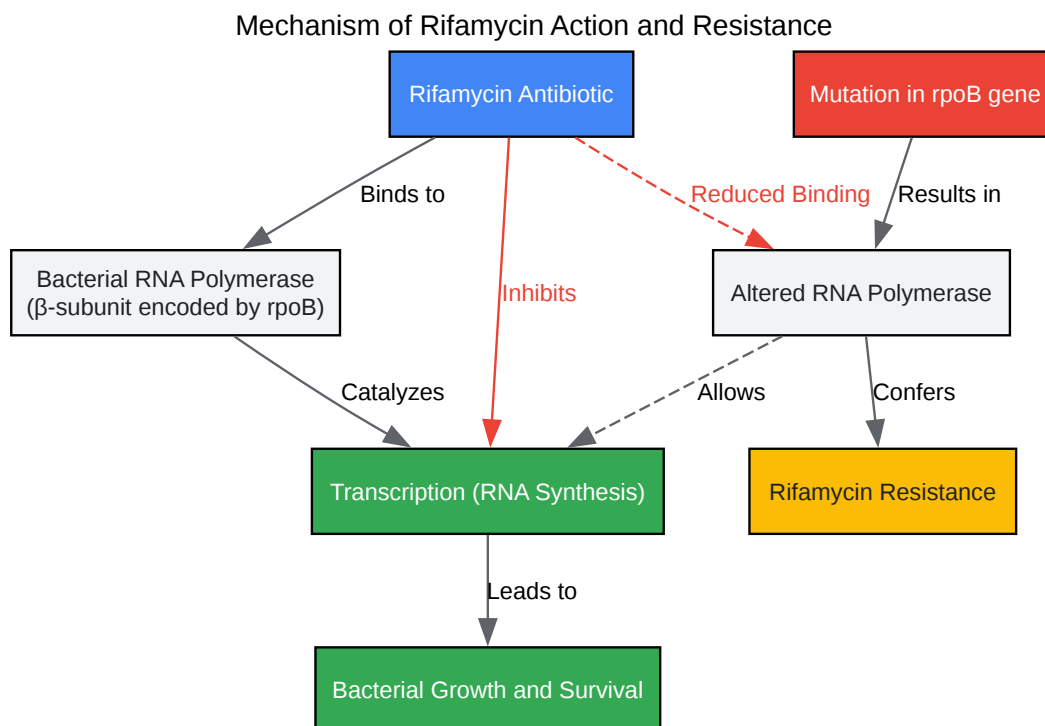 Mechanism of Rifamycin Action and Resistance
Rifamycin Antibiotic
Mutation in rpoB gene
Binds to
Reduced Binding
Results in
Bacterial RNA Polymerase
(β-subunit encoded by rpoB)
Inhibits
Altered RNA Polymerase
Catalyzes
Allows
Confers
Transcription (RNA Synthesis)
Rifamycin Resistance
Leads to
Bacterial Growth and Survival